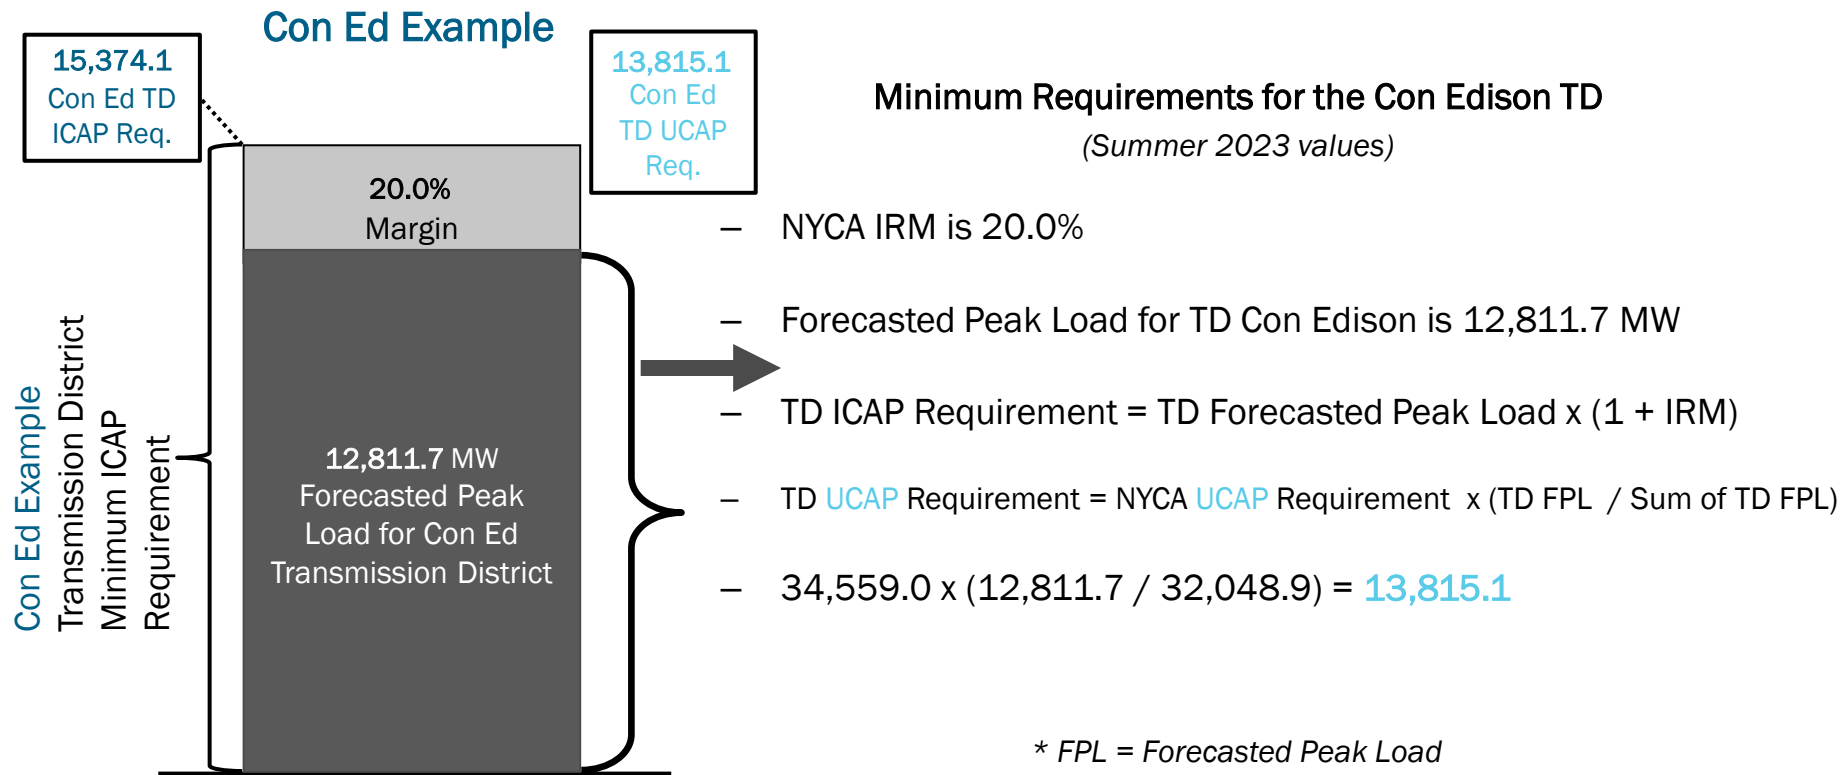 Con Ed Example
15,374.1
Con Ed TD
ICAP Req.
13,815.1
Con Ed
TD UCAP
Req.
20.0%
Margin
12,811.7 MW
Forecasted Peak
Load for Con Ed
Transmission District
Con Ed Example
Transmission District
Minimum ICAP
Requirement
Minimum Requirements for the Con Edison TD
(Summer 2023 values)
– NYCA IRM is 20.0%
– Forecasted Peak Load for TD Con Edison is 12,811.7 MW
– TD ICAP Requirement = TD Forecasted Peak Load x (1 + IRM)
– TD UCAP Requirement = NYCA UCAP Requirement x (TD FPL / Sum of TD FPL)
– 34,559.0 x (12,811.7 / 32,048.9) = 13,815.1
* FPL = Forecasted Peak Load